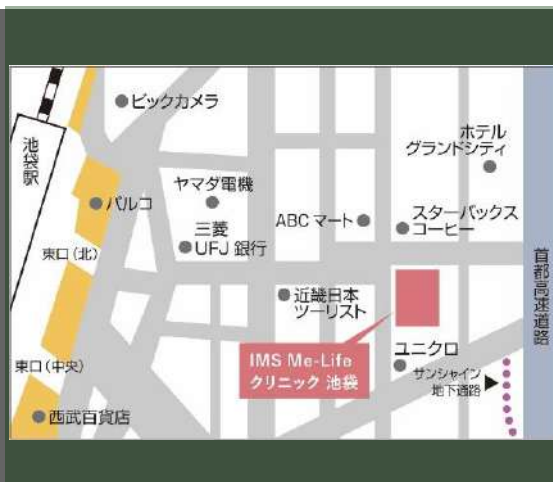 ビックカメラ
池袋駅
ホテル
グランドシティ
ヤマダ電機
パルコ
ABCマート
スターバックス
コーヒー
三菱
UFJ 銀行
東口(北)
首都高速道路
近畿日本
ツーリスト
IMS Me-Life
クリニック 池袋
ユニクロ
東口(中央)
サンシャイン
地下通路
西武百貨店